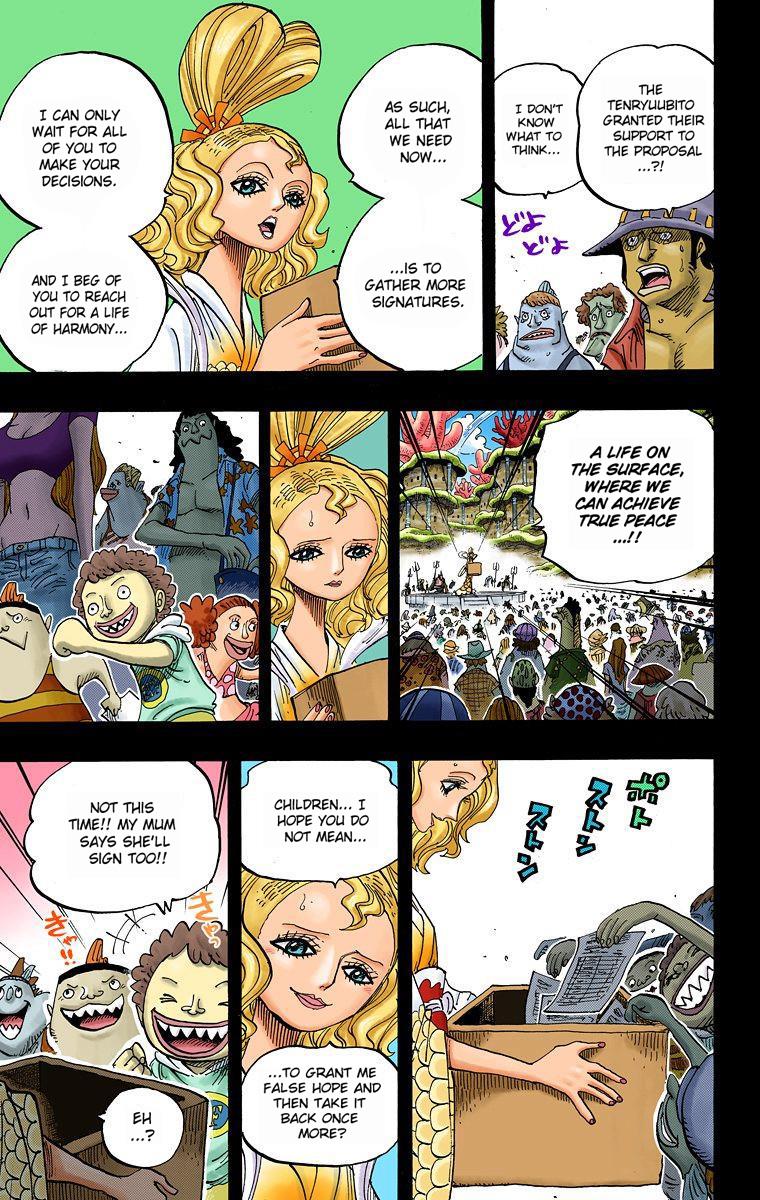 THE
TENRYUUBITO
GRANTED THEIR
SUPPORT TO
THE PROPOSAL
...?!
I DON'T
KNOW
WHAT TO
THINK...
どよ
どよ
AS SUCH,
ALL THAT
WE NEED
NOW...
...IS TO
GATHER MORE
SIGNATURES.
I CAN ONLY
WAIT FOR ALL
OF YOU TO
MAKE YOUR
DECISIONS.
AND I BEG OF
YOU TO REACH
OUT FOR A LIFE
OF HARMONY...
A LIFE ON
THE SURFACE,
WHERE WE
CAN ACHIEVE
TRUE PEACE
...!!
ポト
ストン
ストン
CHILDREN... I
HOPE YOU DO
NOT MEAN...
...TO GRANT ME
FALSE HOPE AND
THEN TAKE IT
BACK ONCE
MORE?
NOT THIS
TIME!! MY MUM
SAYS SHE'LL
SIGN TOO!!
きゃっ
きゃ!!
EH
...?